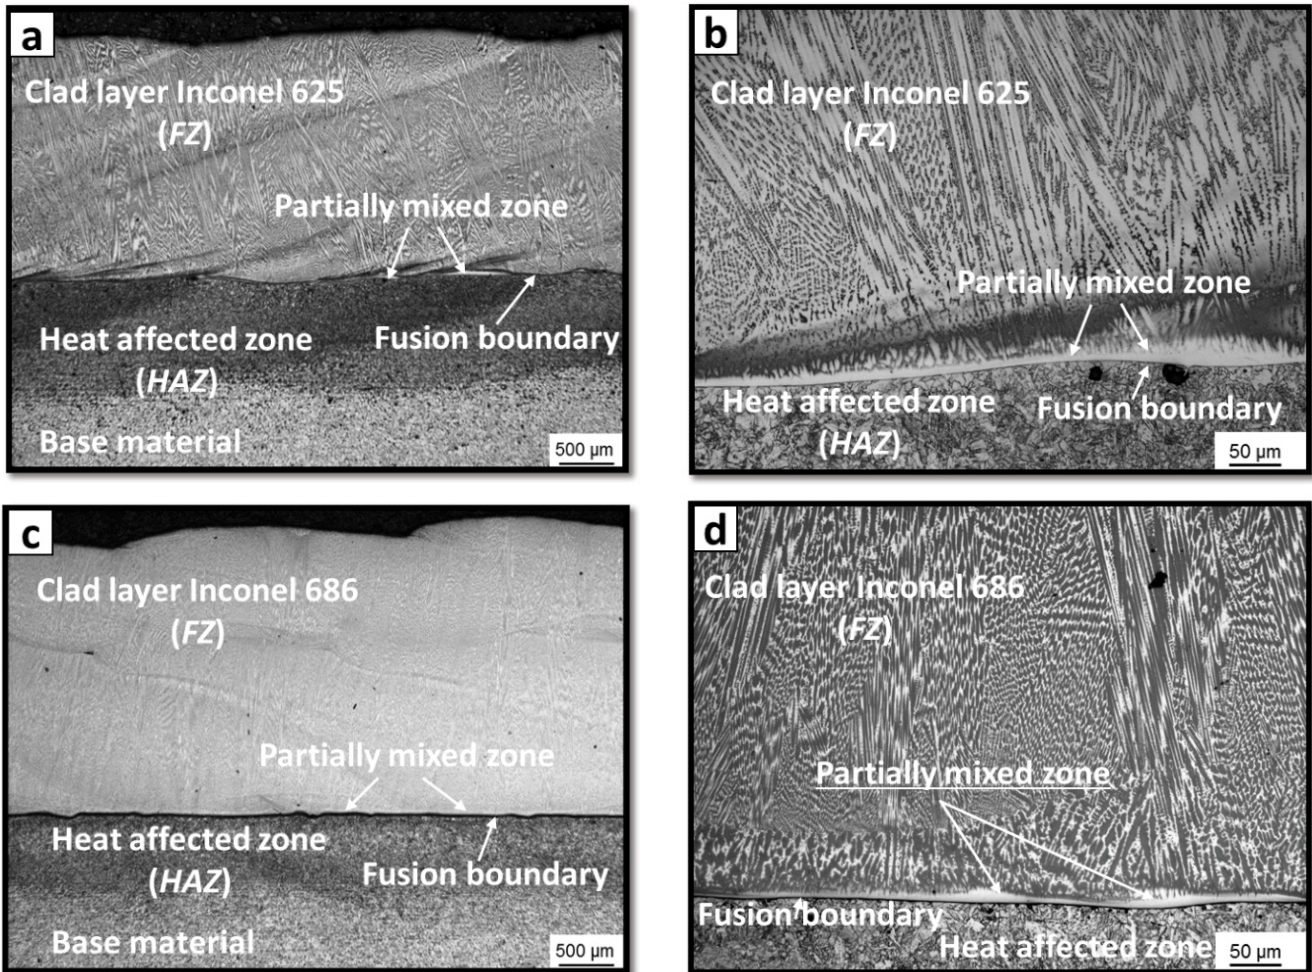 a
Clad layer Inconel 625
(FZ)
Partially mixed zone
Heat affected zone
(HAZ)
Fusion boundary
Base material
500 µm
b
Clad layer Inconel 625
(FZ)
Partially mixed zone
Heat affected zone
(HAZ)
Fusion boundary
50 µm
c
Clad layer Inconel 686
(FZ)
Partially mixed zone
Heat affected zone
(HAZ)
Fusion boundary
Base material
500 µm
d
Clad layer Inconel 686
(FZ)
Partially mixed zone
Fusion boundary
Heat affected zone
50 µm